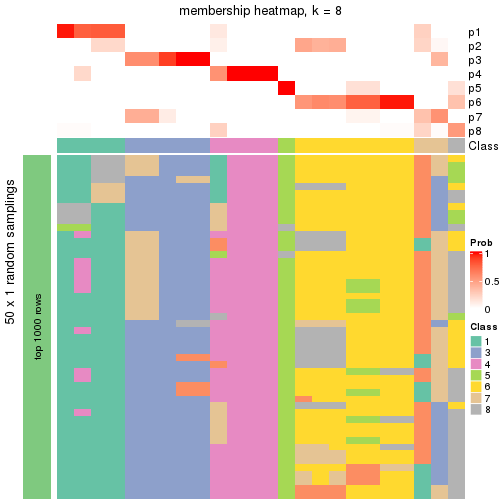 membership heatmap, k = 8
p1
p2
p3
p4
p5
p6
p7
p8
Class
50 x 1 random samplings
top 1000 rows
Prob
1
0.5
0
Class
1
3
4
5
6
7
8